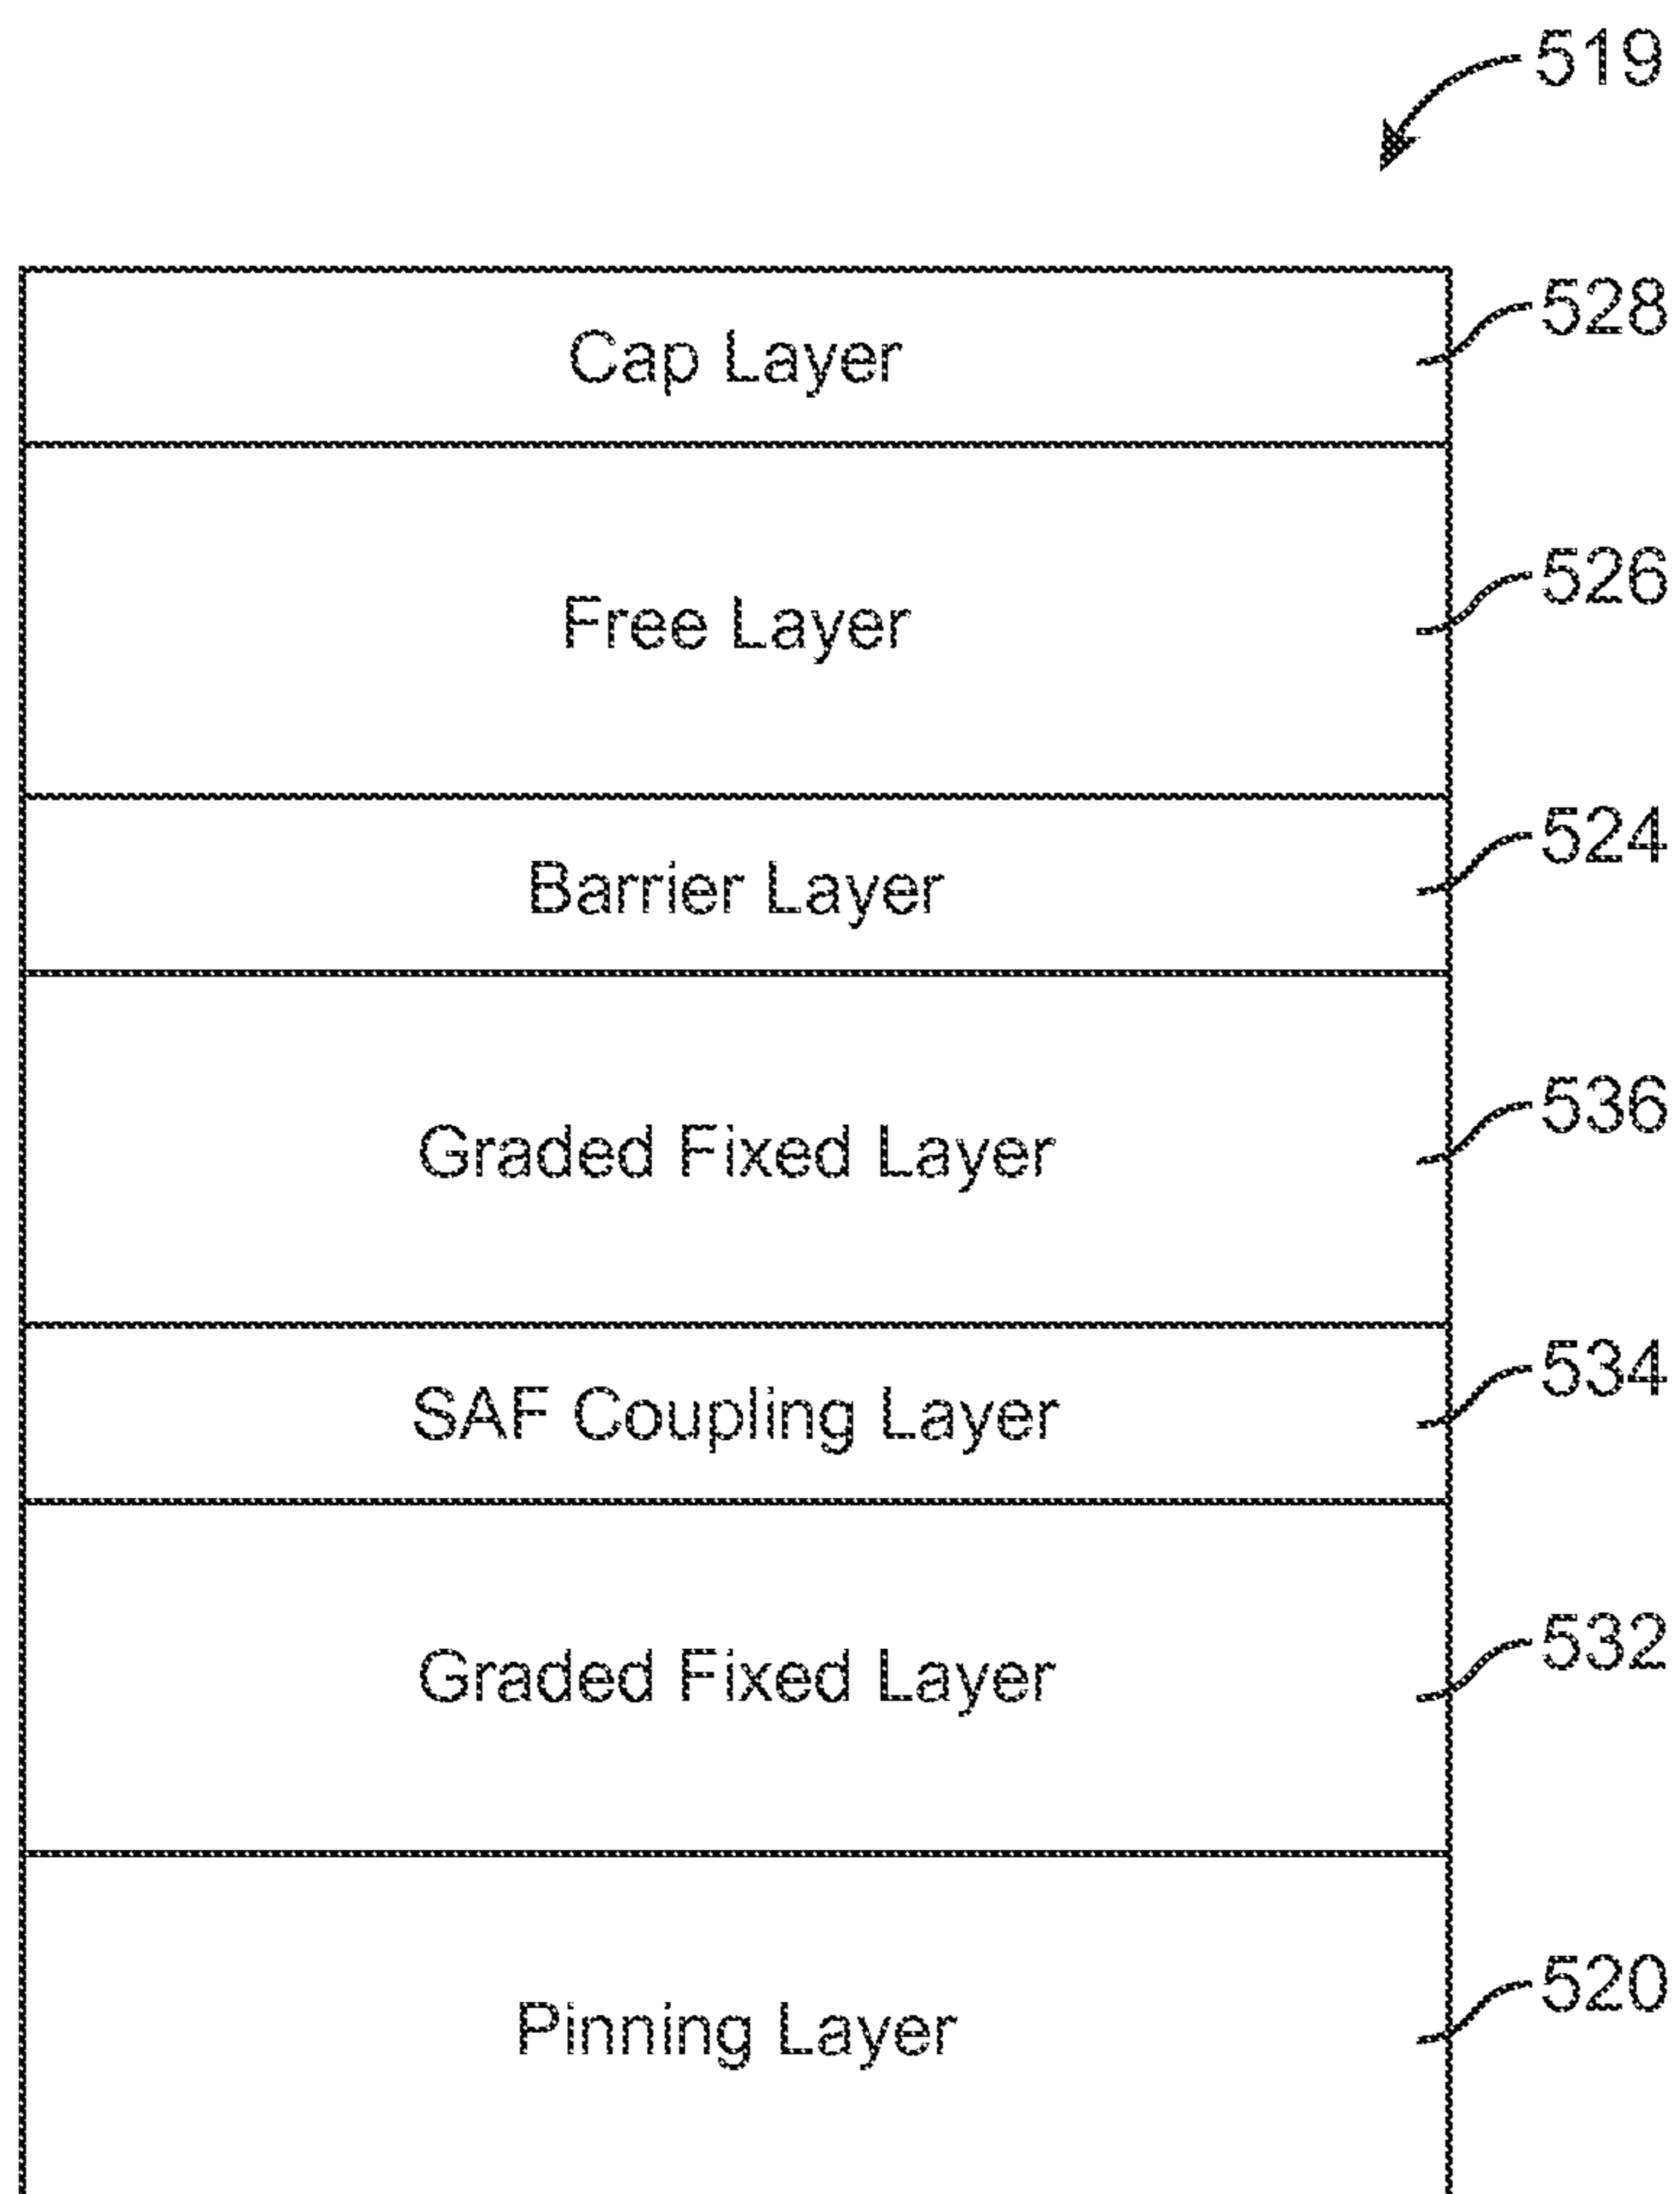 519
Cap Layer 528
Free Layer 526
Barrier Layer 524
Graded Fixed Layer 536
SAF Coupling Layer 534
Graded Fixed Layer 532
Pinning Layer 520